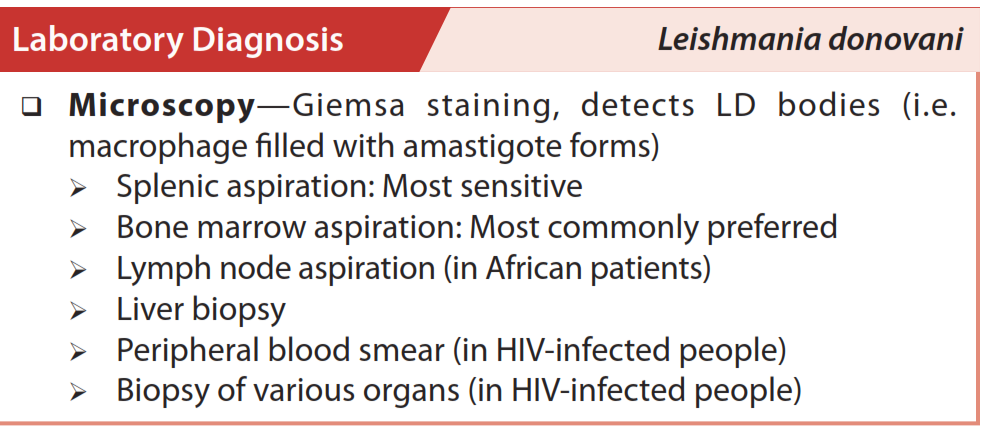 Laboratory Diagnosis Leishmania donovani
❑ Microscopy—Giemsa staining, detects LD bodies (i.e.
macrophage filled with amastigote forms)
➢ Splenic aspiration: Most sensitive
➢ Bone marrow aspiration: Most commonly preferred
➢ Lymph node aspiration (in African patients)
➢ Liver biopsy
➢ Peripheral blood smear (in HIV-infected people)
➢ Biopsy of various organs (in HIV-infected people)